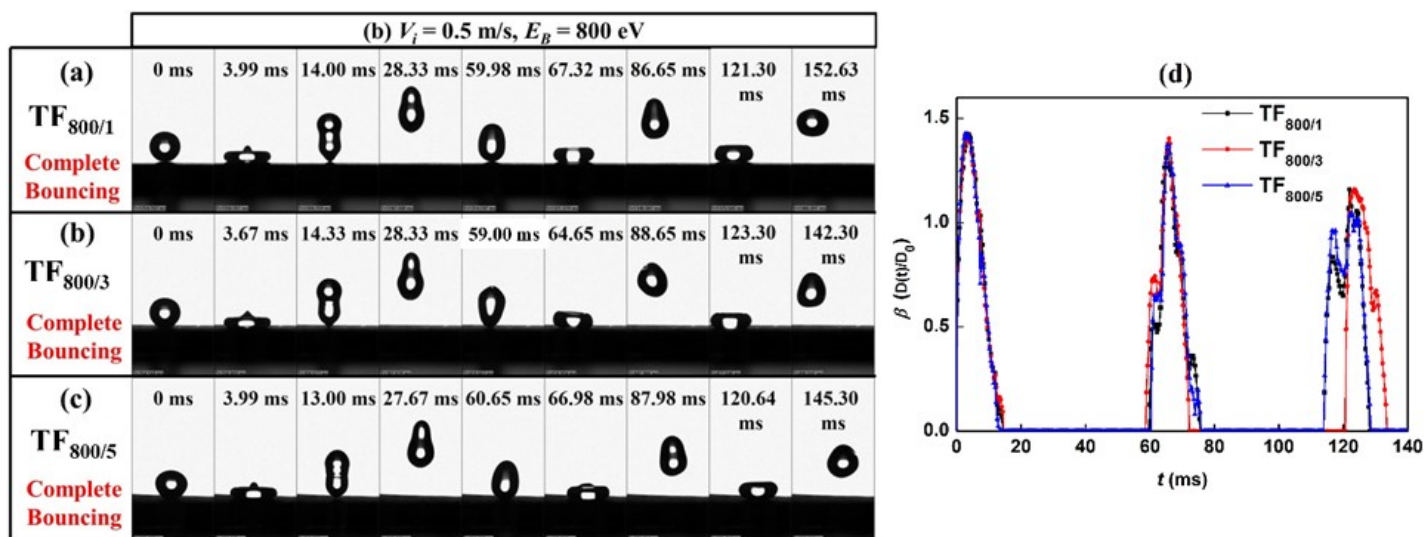 (b) Vi = 0.5 m/s, EB = 800 eV
(a)
0 ms 3.99 ms 14.00 ms 28.33 ms 59.98 ms 67.32 ms 86.65 ms 121.30 ms 152.63 ms
TF800/1
Complete
Bouncing
(b)
0 ms 3.67 ms 14.33 ms 28.33 ms 59.00 ms 64.65 ms 88.65 ms 123.30 ms 142.30 ms
TF800/3
Complete
Bouncing
(c)
0 ms 3.99 ms 13.00 ms 27.67 ms 60.65 ms 66.98 ms 87.98 ms 120.64 ms 145.30 ms
TF800/5
Complete
Bouncing
(d)
TF800/1
TF800/3
TF800/5
β (D(t)/D0)
1.5
1.0
0.5
0.0
0 20 40 60 80 100 120 140
t (ms)